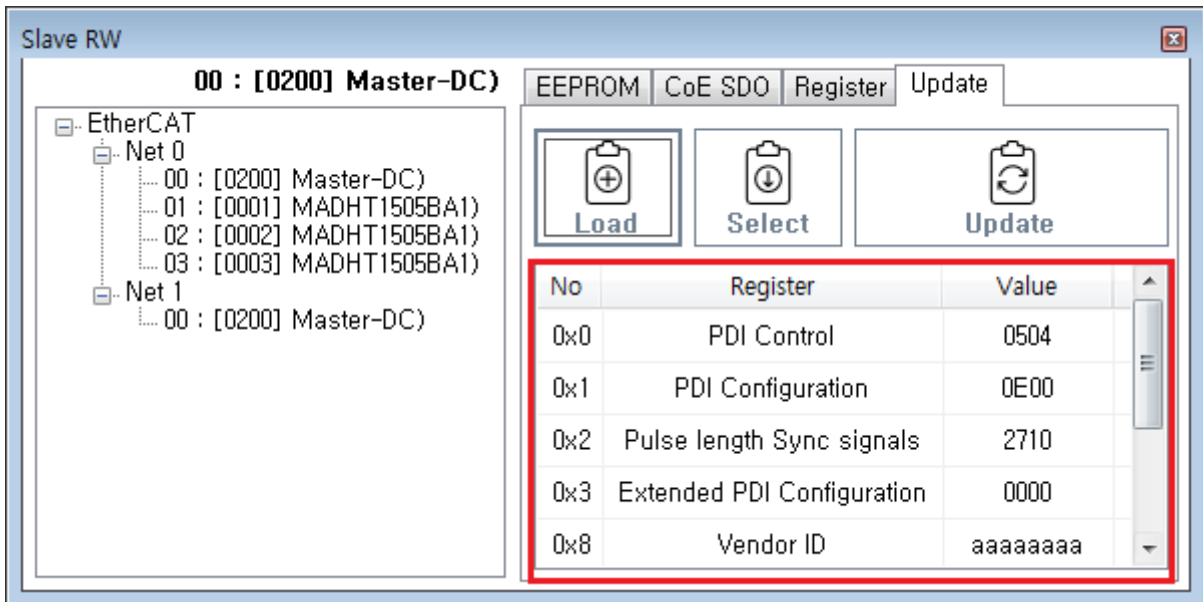 Slave RW
00 : [0200] Master-DC)
EtherCAT
Net 0
00 : [0200] Master-DC)
01 : [0001] MADHT1505BA1)
02 : [0002] MADHT1505BA1)
03 : [0003] MADHT1505BA1)
Net 1
00 : [0200] Master-DC)
EEPROM CoE SDO Register Update
Load Select Update
No Register Value
0x0 PDI Control 0504
0x1 PDI Configuration 0E00
0x2 Pulse length Sync signals 2710
0x3 Extended PDI Configuration 0000
0x8 Vendor ID aaaaaaaa